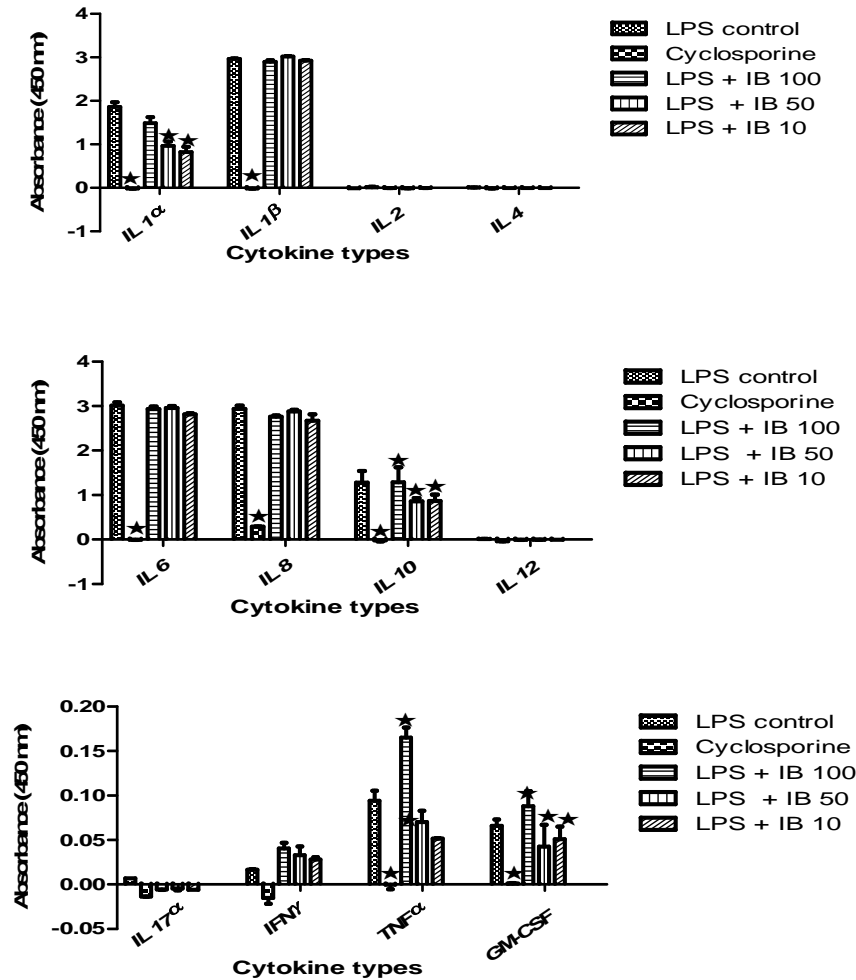 Absorbance (450 nm)
4
3
2
1
0
-1
IL 1α
IL 1β
IL 2
IL 4
Cytokine types
LPS control
Cyclosporine
LPS + IB 100
LPS + IB 50
LPS + IB 10
Absorbance (450 nm)
4
3
2
1
0
-1
IL 6
IL 8
IL 10
IL 12
Cytokine types
LPS control
Cyclosporine
LPS + IB 100
LPS + IB 50
LPS + IB 10
Absorbance (450 nm)
0.20
0.15
0.10
0.05
0.00
-0.05
IL 17α
IFNγ
TNFα
GM-CSF
Cytokine types
LPS control
Cyclosporine
LPS + IB 100
LPS + IB 50
LPS + IB 10